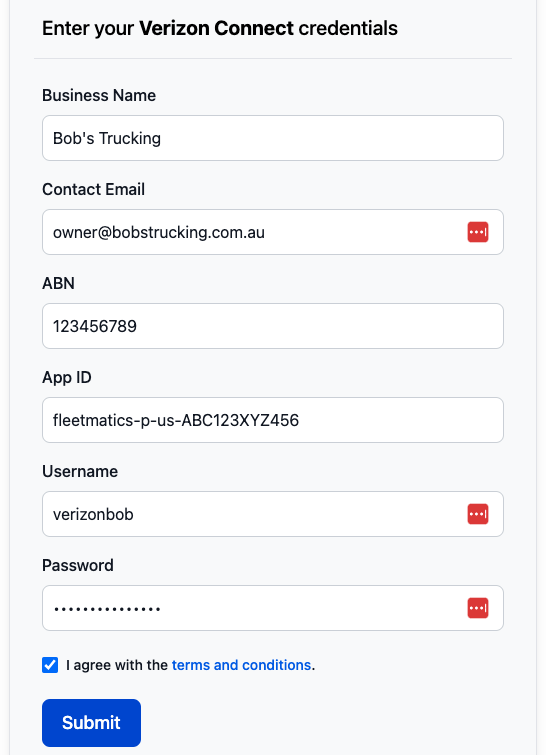 Enter your Verizon Connect credentials
Business Name
Bob's Trucking
Contact Email
owner@bobstrucking.com.au
ABN
123456789
App ID
fleetmatics-p-us-ABC123XYZ456
Username
verizonbob
Password
•••••••••••••••
I agree with the terms and conditions.
Submit